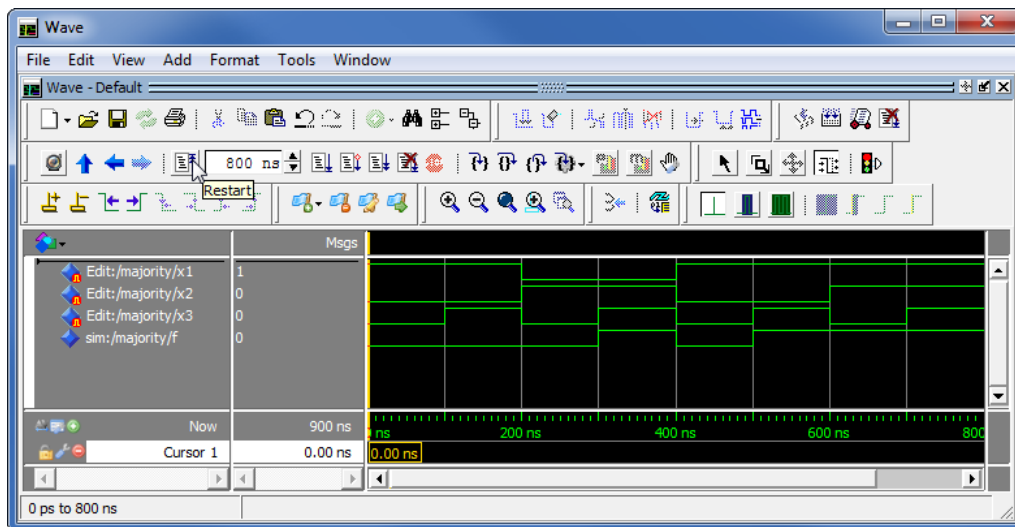 Wave
File Edit View Add Format Tools Window
Wave - Default
800 ns
Restart
Msgs
Edit:/majority/x1 1
Edit:/majority/x2 0
Edit:/majority/x3 0
sim:/majority/f 0
Now 900 ns
ns 200 ns 400 ns 600 ns 800
Cursor 1 0.00 ns 0.00 ns
0 ps to 800 ns